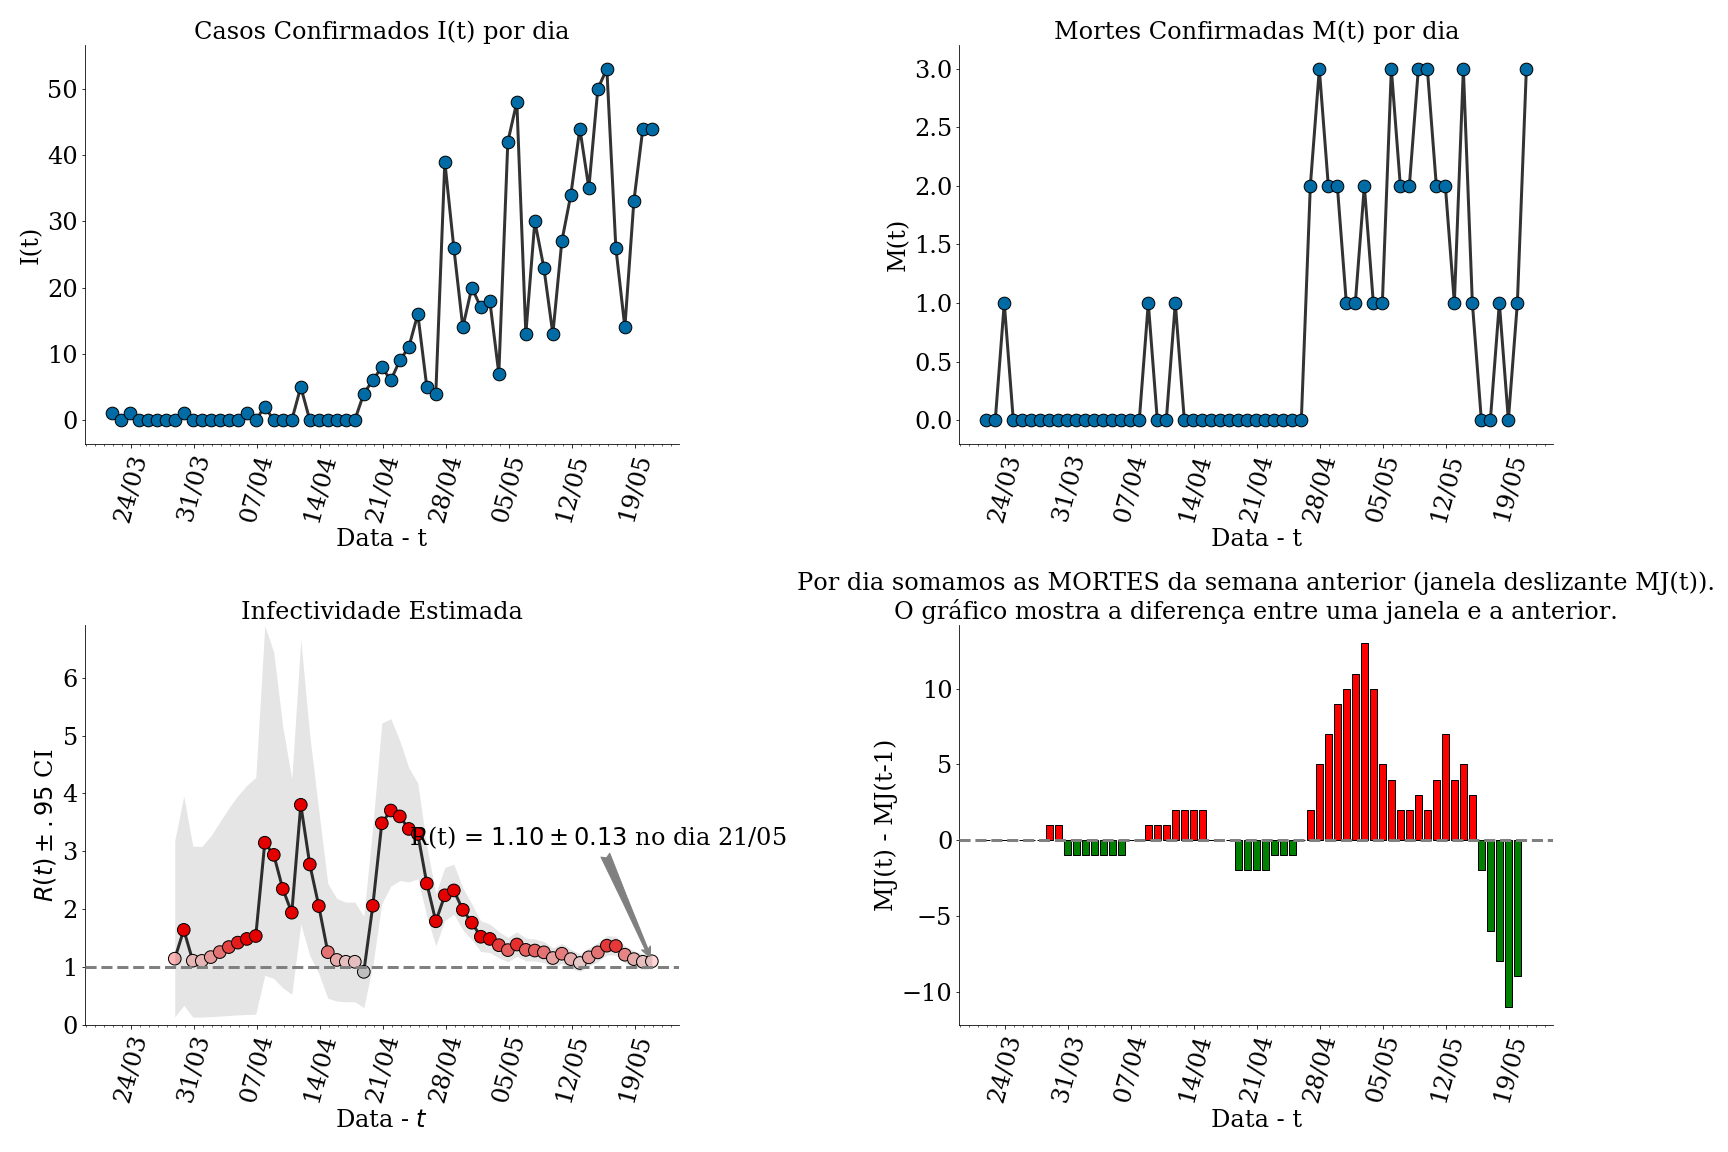 Casos Confirmados I(t) por dia
I(t)
50
40
30
20
10
0
24/03 31/03 07/04 14/04 21/04 28/04 05/05 12/05 19/05
Data - t
Mortes Confirmadas M(t) por dia
M(t)
3.0
2.5
2.0
1.5
1.0
0.5
0.0
24/03 31/03 07/04 14/04 21/04 28/04 05/05 12/05 19/05
Data - t
Infectividade Estimada
R(t) ± .95 CI
6
5
4
3
2
1
0
R(t) = 1.10 ± 0.13 no dia 21/05
24/03 31/03 07/04 14/04 21/04 28/04 05/05 12/05 19/05
Data - t
Por dia somamos as MORTES da semana anterior (janela deslizante MJ(t)).
O gráfico mostra a diferença entre uma janela e a anterior.
MJ(t) - MJ(t-1)
10
5
0
−5
−10
24/03 31/03 07/04 14/04 21/04 28/04 05/05 12/05 19/05
Data - t